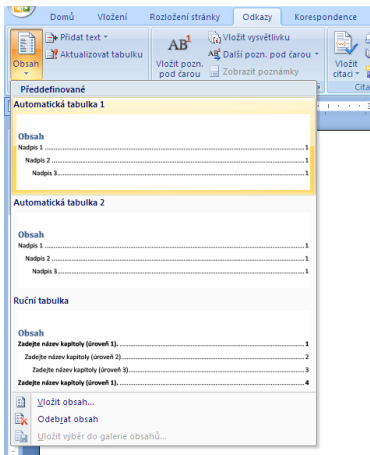 Domů Vložení Rozložení stránky Odkazy Korespondence
Obsah
Přidat text
Aktualizovat tabulku
AB1
Vložit pozn. pod čarou
Vložit vysvětlivku
Další pozn. pod čarou
Zobrazit poznámky
Vložit citaci
Cita
Předdefinované
Automatická tabulka 1
Obsah
Nadpis 1 ........ 1
Nadpis 2 ........ 1
Nadpis 3 ........ 1
Automatická tabulka 2
Obsah
Nadpis 1 ........ 1
Nadpis 2 ........ 1
Nadpis 3 ........ 1
Ruční tabulka
Obsah
Zadejte název kapitoly (úroveň 1). ........ 1
Zadejte název kapitoly (úroveň 2) ........ 2
Zadejte název kapitoly (úroveň 3) ........ 3
Zadejte název kapitoly (úroveň 1). ........ 4
Vložit obsah...
Odebrat obsah
Uložit výběr do galerie obsahů...